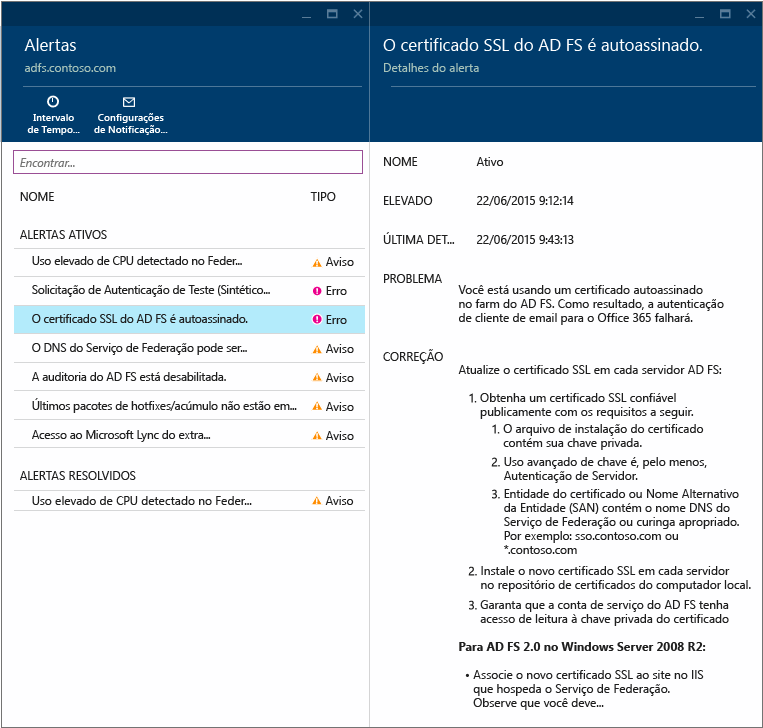 Alertas
adfs.contoso.com
Intervalo
de Tempo...
Configurações
de Notificação...
Encontrar...
NOME TIPO
ALERTAS ATIVOS
Uso elevado de CPU detectado no Feder... Aviso
Solicitação de Autenticação de Teste (Sintético... Erro
O certificado SSL do AD FS é autoassinado. Erro
O DNS do Serviço de Federação pode ser... Aviso
A auditoria do AD FS está desabilitada. Aviso
Últimos pacotes de hotfixes/acúmulo não estão em... Aviso
Acesso ao Microsoft Lync do extra... Aviso
ALERTAS RESOLVIDOS
Uso elevado de CPU detectado no Feder... Aviso
O certificado SSL do AD FS é autoassinado.
Detalhes do alerta
NOME Ativo
ELEVADO 22/06/2015 9:12:14
ÚLTIMA DET... 22/06/2015 9:43:13
PROBLEMA
Você está usando um certificado autoassinado
no farm do AD FS. Como resultado, a autenticação
de cliente de email para o Office 365 falhará.
CORREÇÃO
Atualize o certificado SSL em cada servidor AD FS:
1. Obtenha um certificado SSL confiável
publicamente com os requisitos a seguir.
1. O arquivo de instalação do certificado
contém sua chave privada.
2. Uso avançado de chave é, pelo menos,
Autenticação de Servidor.
3. Entidade do certificado ou Nome Alternativo
da Entidade (SAN) contém o nome DNS do
Serviço de Federação ou curinga apropriado.
Por exemplo: sso.contoso.com ou
*.contoso.com
2. Instale o novo certificado SSL em cada servidor
no repositório de certificados do computador local.
3. Garanta que a conta de serviço do AD FS tenha
acesso de leitura à chave privada do certificado
Para AD FS 2.0 no Windows Server 2008 R2:
• Associe o novo certificado SSL ao site no IIS
que hospeda o Serviço de Federação.
Observe que você deve...